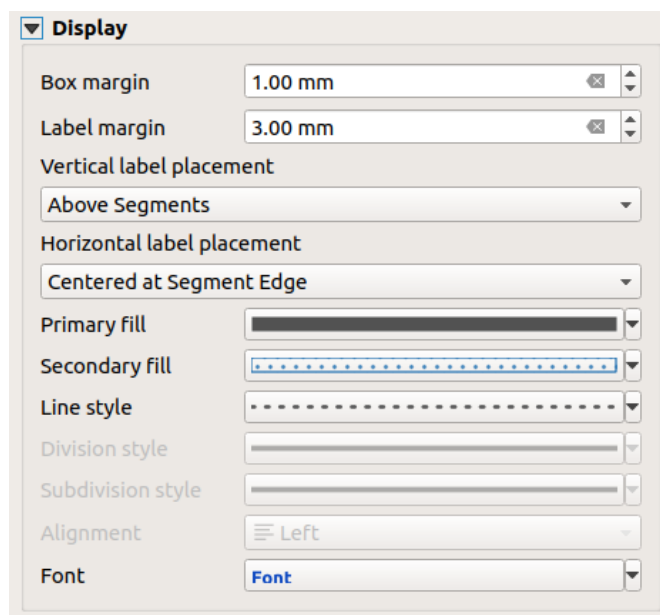 Display
Box margin 1.00 mm
Label margin 3.00 mm
Vertical label placement
Above Segments
Horizontal label placement
Centered at Segment Edge
Primary fill
Secondary fill
Line style
Division style
Subdivision style
Alignment Left
Font Font